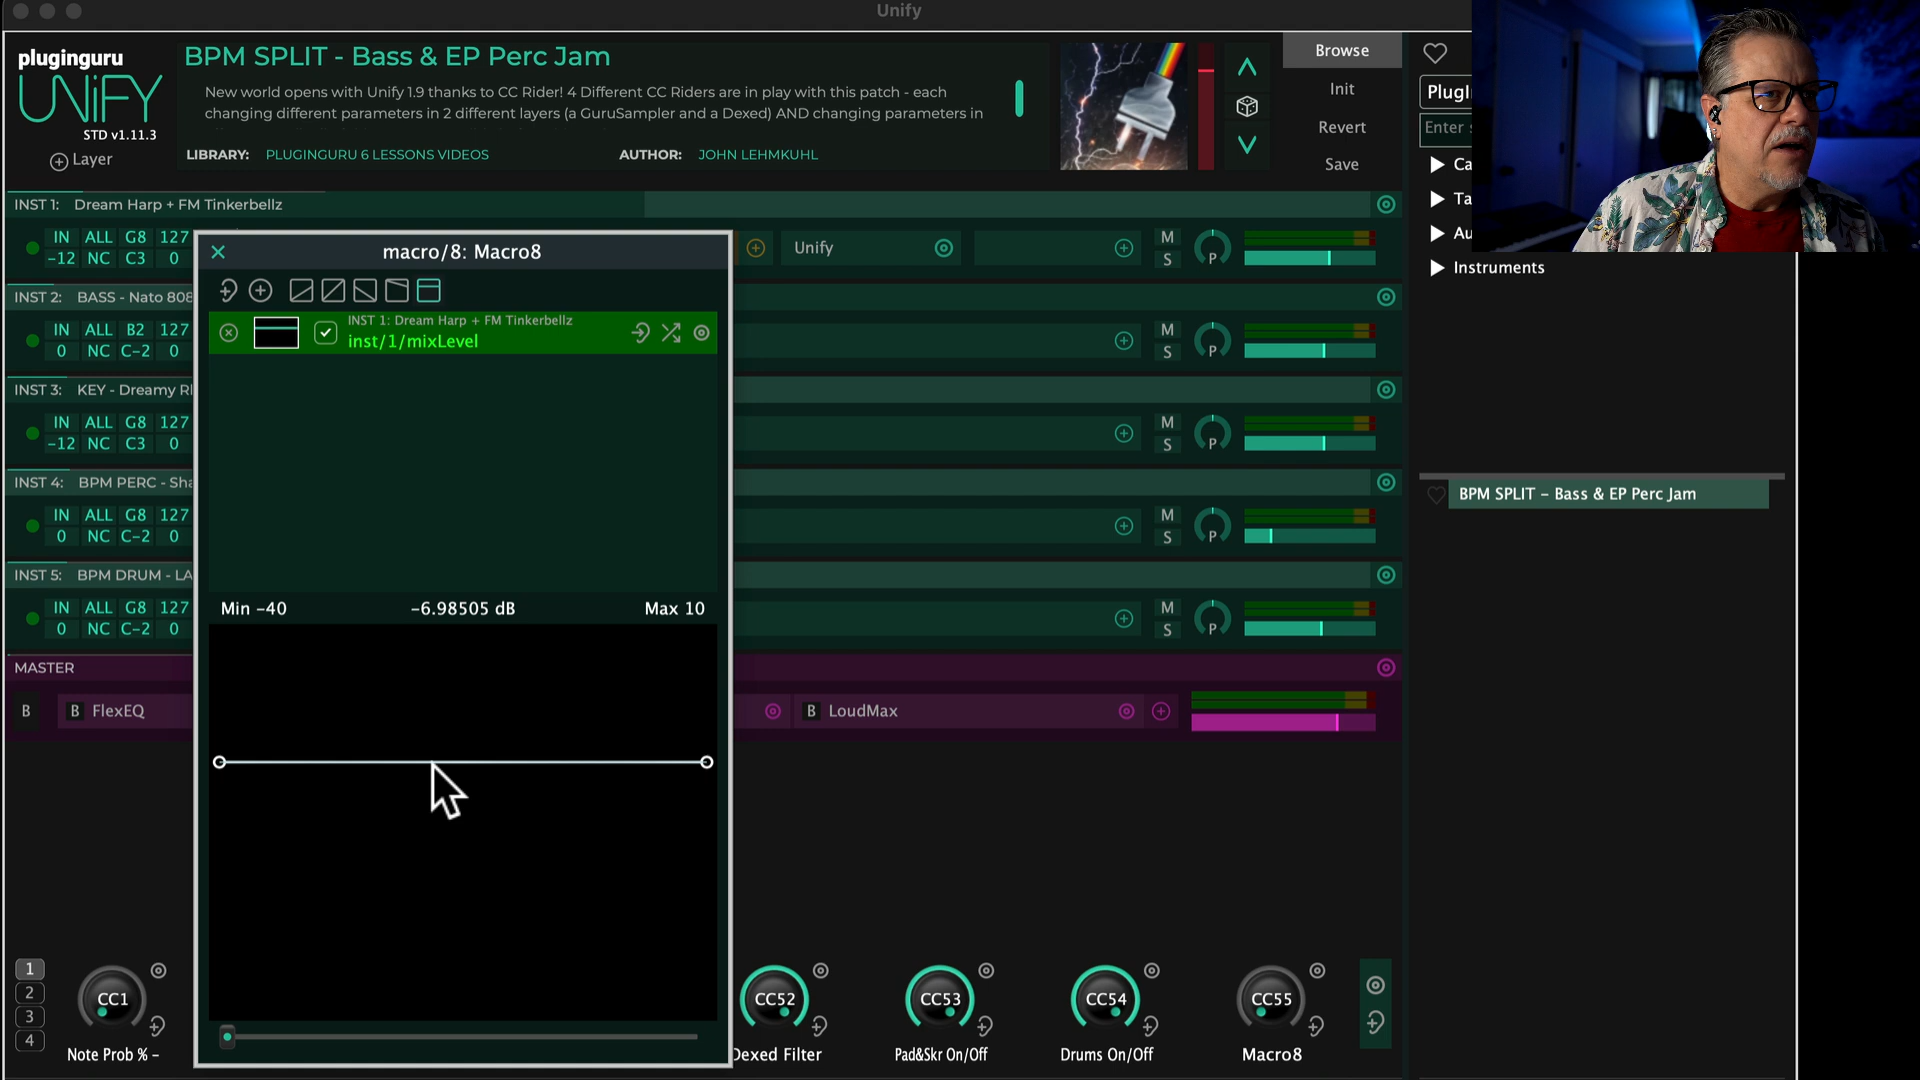 Unify
pluginguru
UNiFY
STD v1.11.3
Layer
BPM SPLIT - Bass & EP Perc Jam
New world opens with Unify 1.9 thanks to CC Rider! 4 Different CC Riders are in play with this patch - each
changing different parameters in 2 different layers (a GuruSampler and a Dexed) AND changing parameters in
LIBRARY: PLUGINGURU 6 LESSONS VIDEOS AUTHOR: JOHN LEHMKUHL
Browse
Init
Revert
Save
Enter
Instruments
BPM SPLIT - Bass & EP Perc Jam
INST 1: Dream Harp + FM Tinkerbellz
IN ALL G8 127
-12 NC C3 0
Unify
M
S
P
INST 2: BASS - Nato 808
IN ALL B2 127
0 NC C-2 0
M
S
P
INST 3: KEY - Dreamy
IN ALL G8 127
-12 NC C3 0
M
S
P
INST 4: BPM PERC -
IN ALL G8 127
0 NC C-2 0
M
S
P
INST 5: BPM DRUM -
IN ALL G8 127
0 NC C-2 0
M
S
P
MASTER
B B FlexEQ
B LoudMax
macro/8: Macro8
INST 1: Dream Harp + FM Tinkerbellz
inst/1/mixLevel
Min -40 -6.98505 dB Max 10
1
2
3
4
CC1
Note Prob % -
CC52
Dexed Filter
CC53
Pad&Skr On/Off
CC54
Drums On/Off
CC55
Macro8